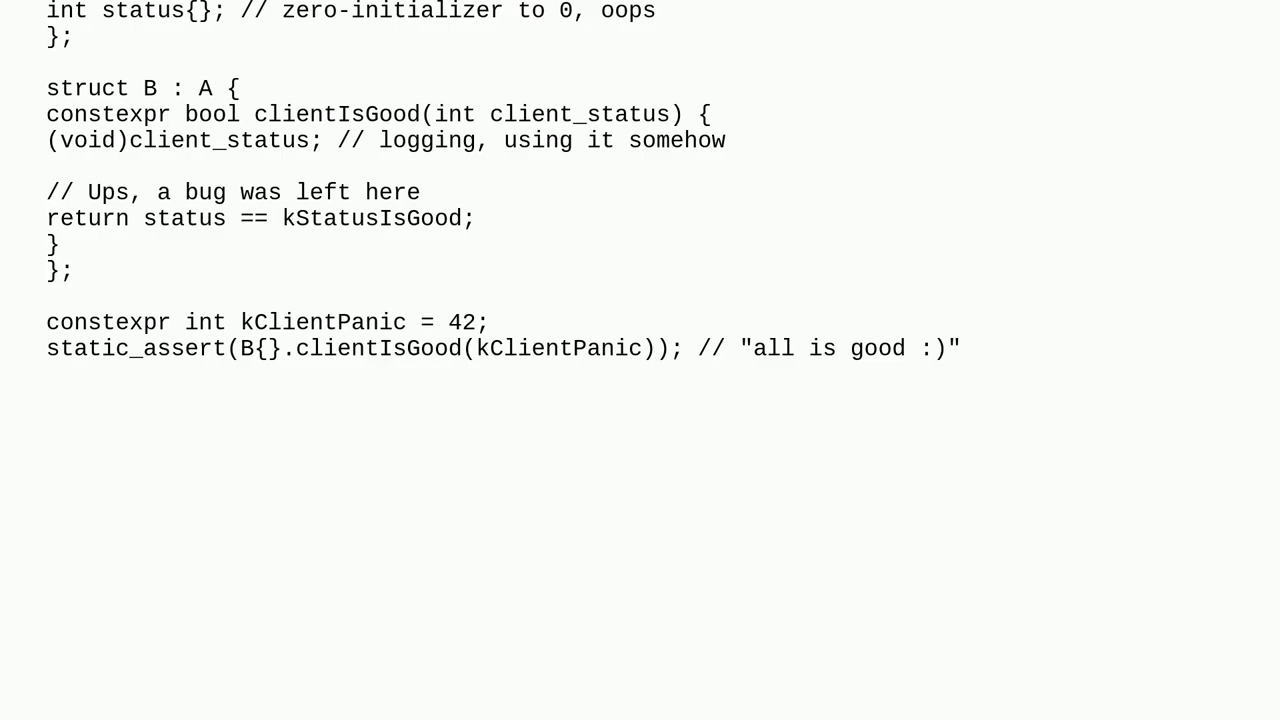 int status{}; // zero-initializer to 0, oops
};
struct B : A {
constexpr bool clientIsGood(int client_status) {
(void)client_status; // logging, using it somehow
// Ups, a bug was left here
return status == kStatusIsGood;
}
};
constexpr int kClientPanic = 42;
static_assert(B{}.clientIsGood(kClientPanic)); // "all is good :)"